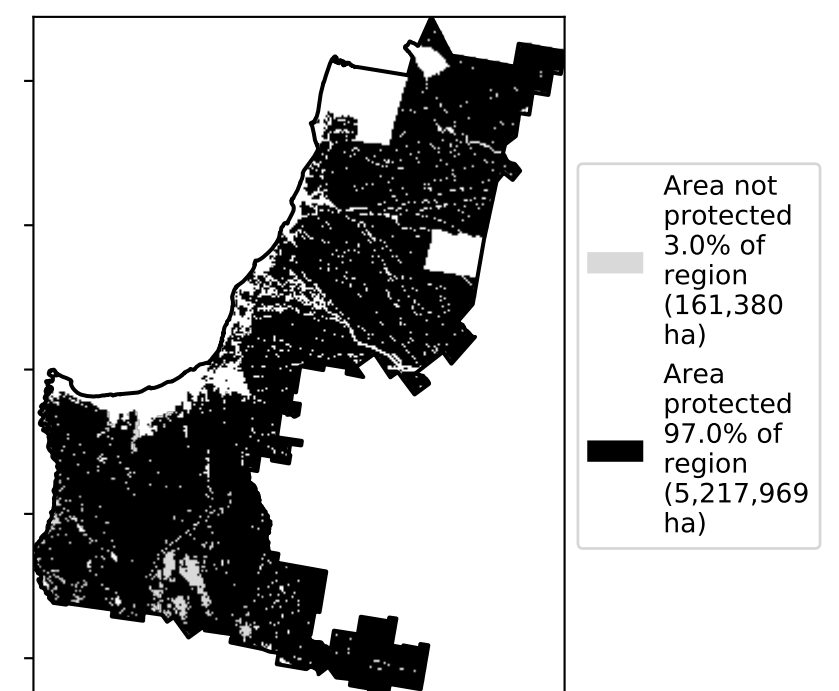 Area not
protected
3.0% of
region
(161,380
ha)
Area
protected
97.0% of
region
(5,217,969
ha)